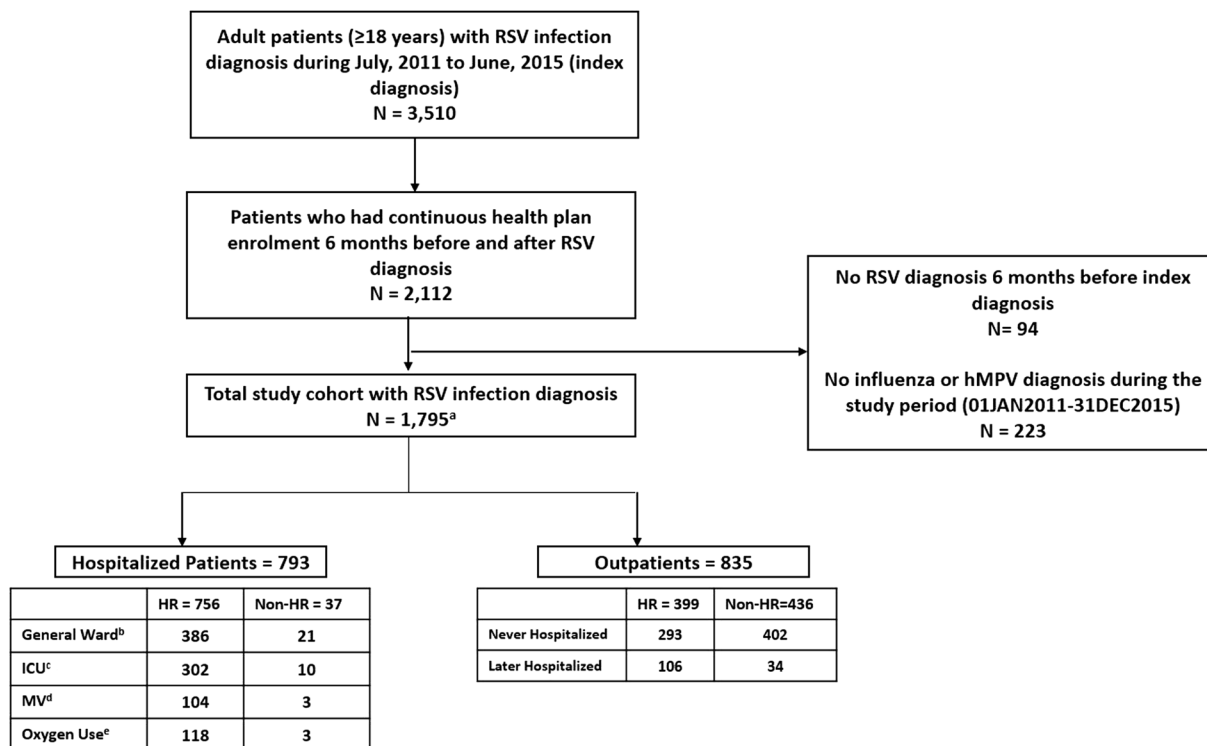 Adult patients (≥18 years) with RSV infection
diagnosis during July, 2011 to June, 2015 (index
diagnosis)
N = 3,510
Patients who had continuous health plan
enrolment 6 months before and after RSV
diagnosis
N = 2,112
No RSV diagnosis 6 months before index
diagnosis
N= 94
No influenza or hMPV diagnosis during the
study period (01JAN2011-31DEC2015)
N = 223
Total study cohort with RSV infection diagnosis
N = 1,795ᵃ
Hospitalized Patients = 793
HR = 756 Non-HR = 37
General Wardᵇ 386 21
ICUᶜ 302 10
MVᵈ 104 3
Oxygen Useᵉ 118 3
Outpatients = 835
HR = 399 Non-HR=436
Never Hospitalized 293 402
Later Hospitalized 106 34